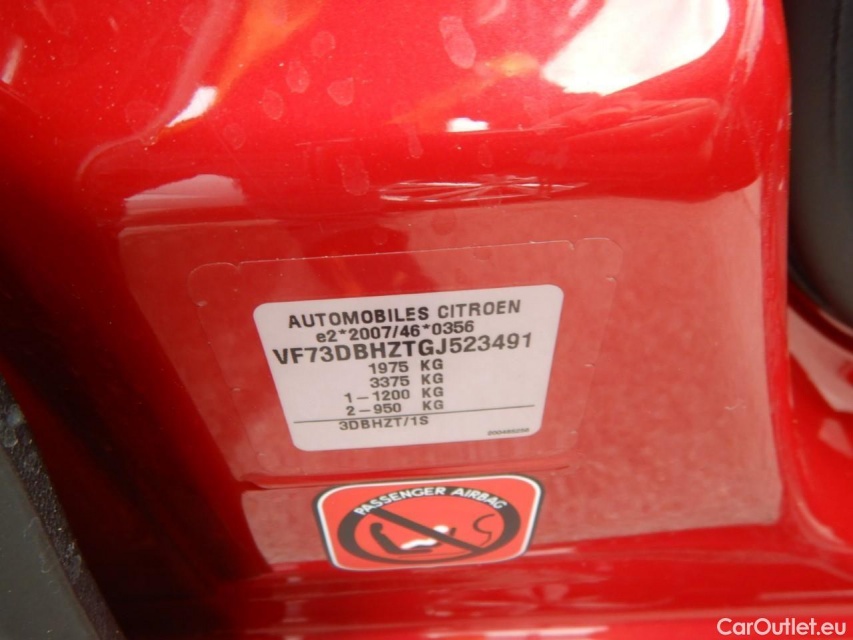 AUTOMOBILES CITROEN
e2*2007/46*0356
VF73DBHZTGJ523491
1975 KG
3375 KG
1-1200 KG
2-950 KG
3DBHZT/1S
PASSENGER AIRBAG
CarOutlet.eu